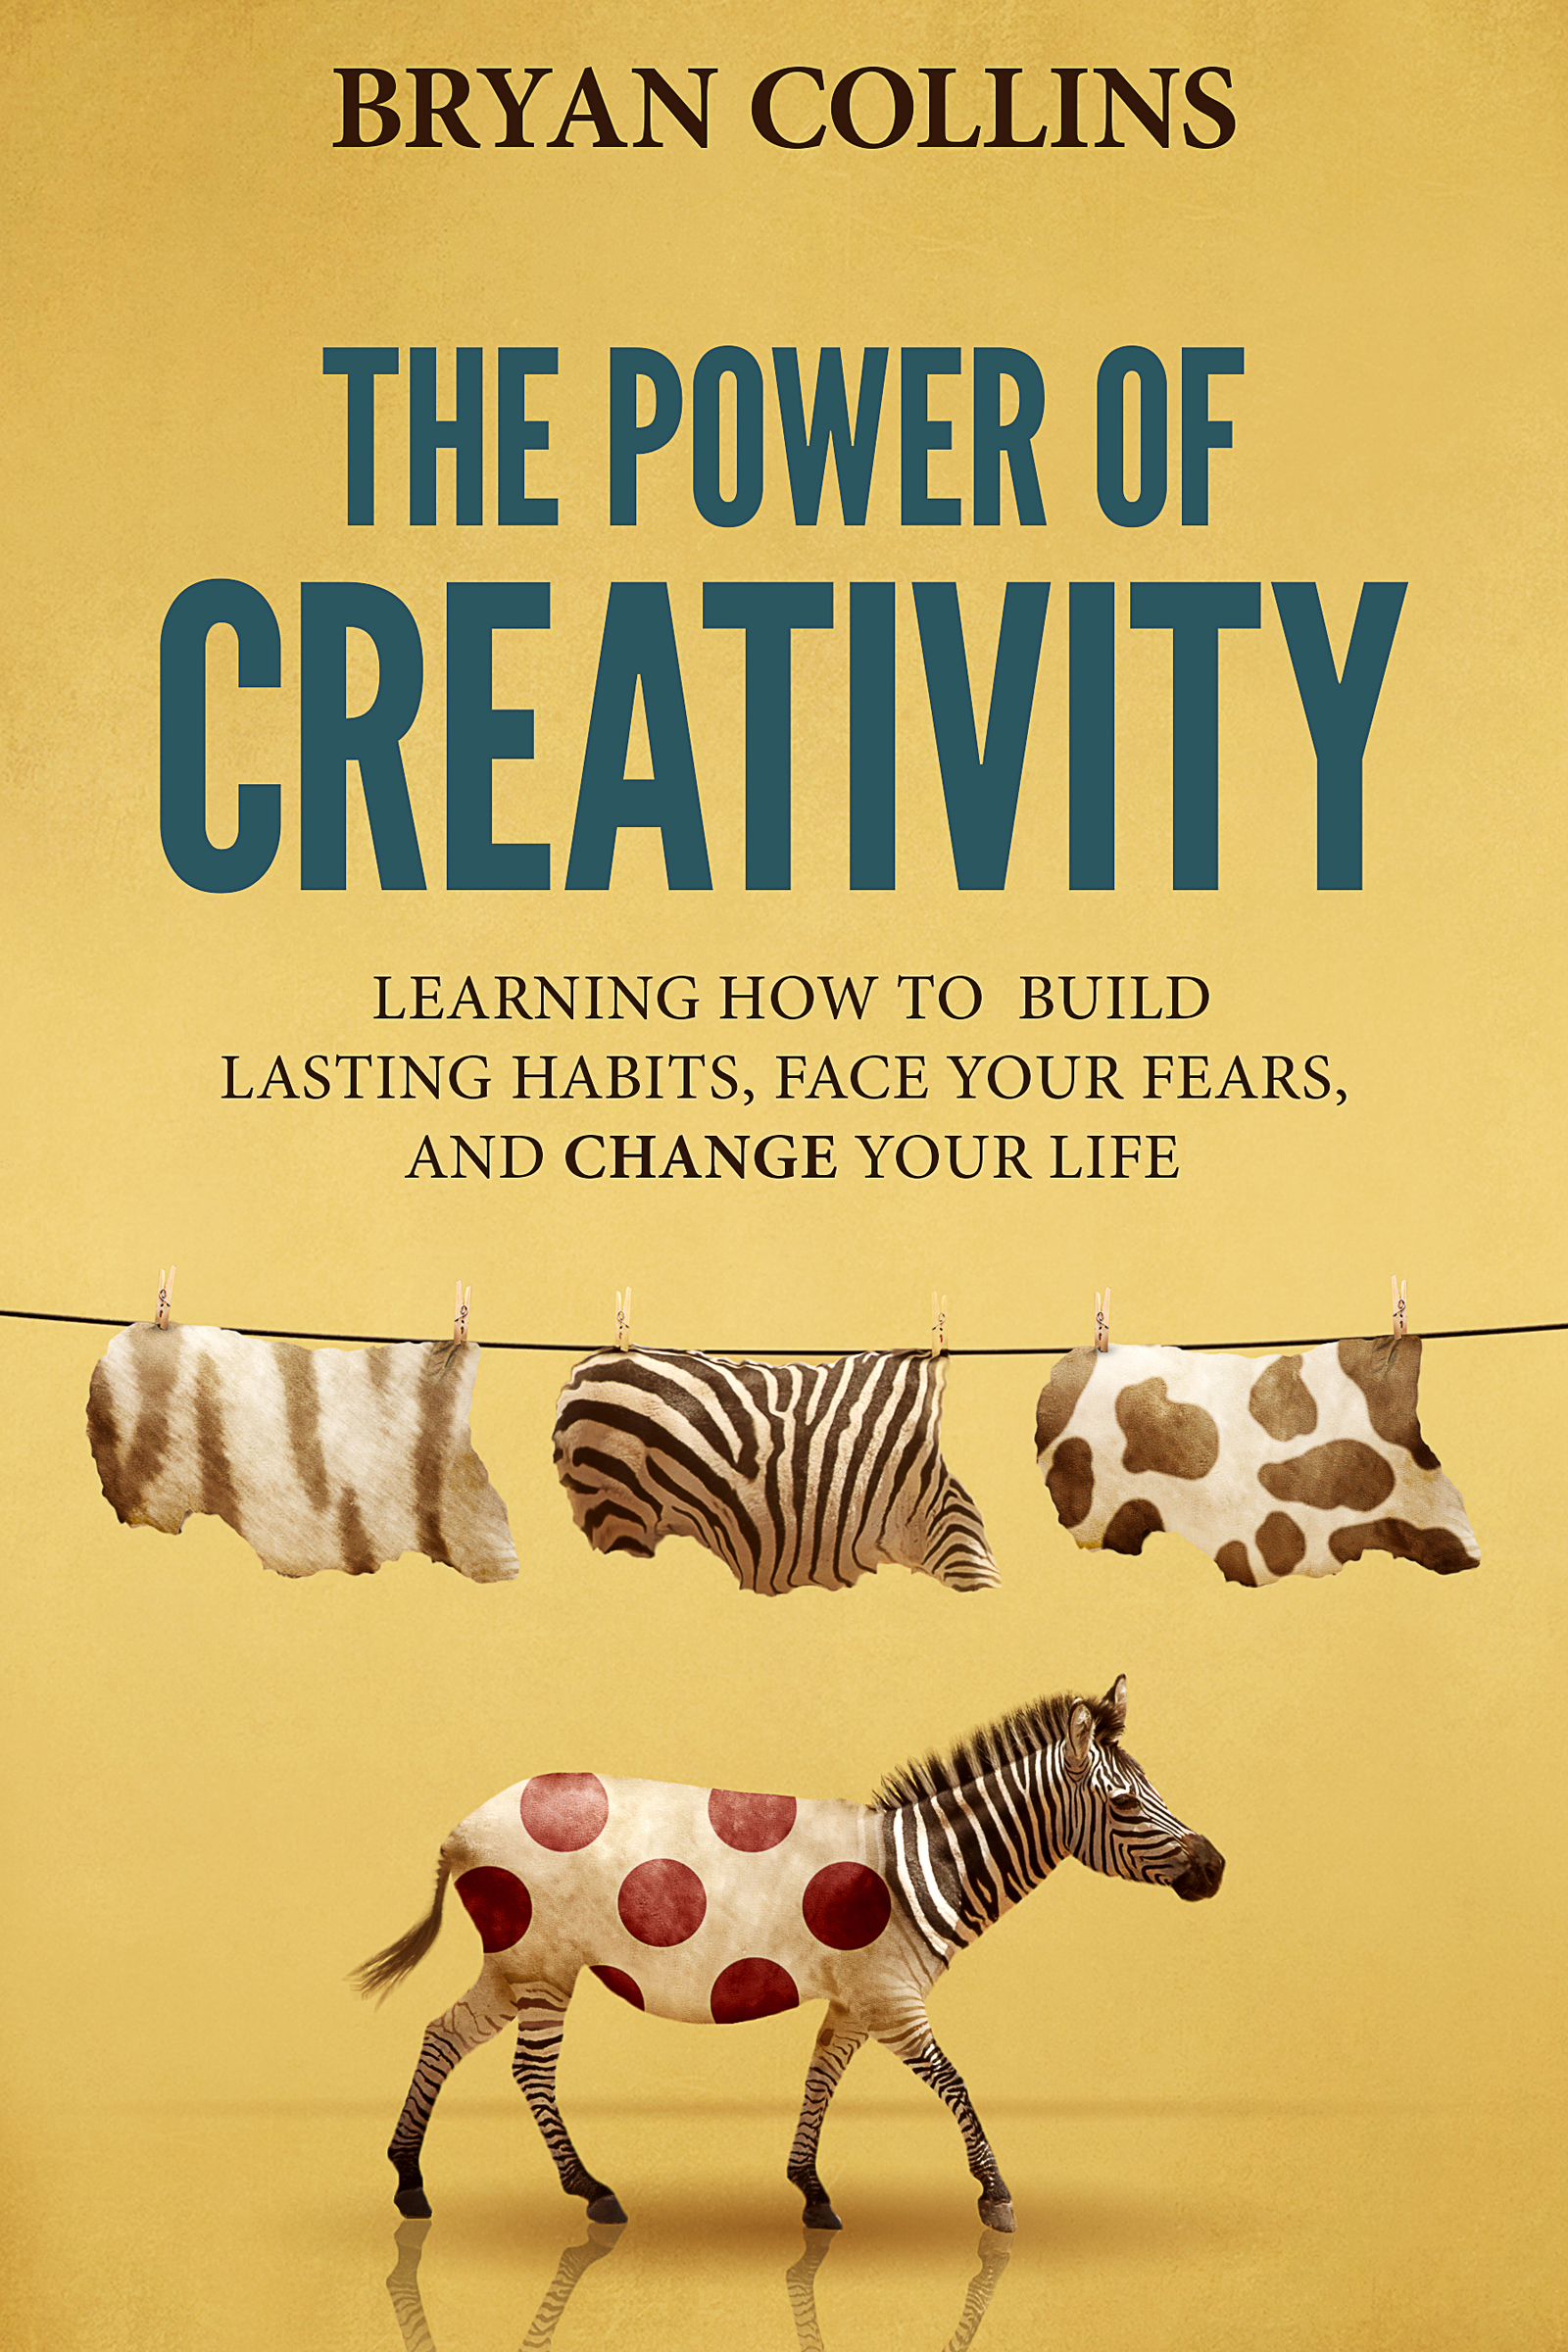 BRYAN COLLINS
THE POWER OF
CREATIVITY
LEARNING HOW TO  BUILD
LASTING HABITS, FACE YOUR FEARS,
AND CHANGE YOUR LIFE